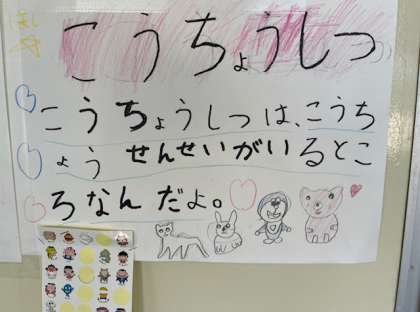 こうちょうしつ
こうちょうしつは、こうち
ょうせんせいがいるとこ
ろなんだよ。